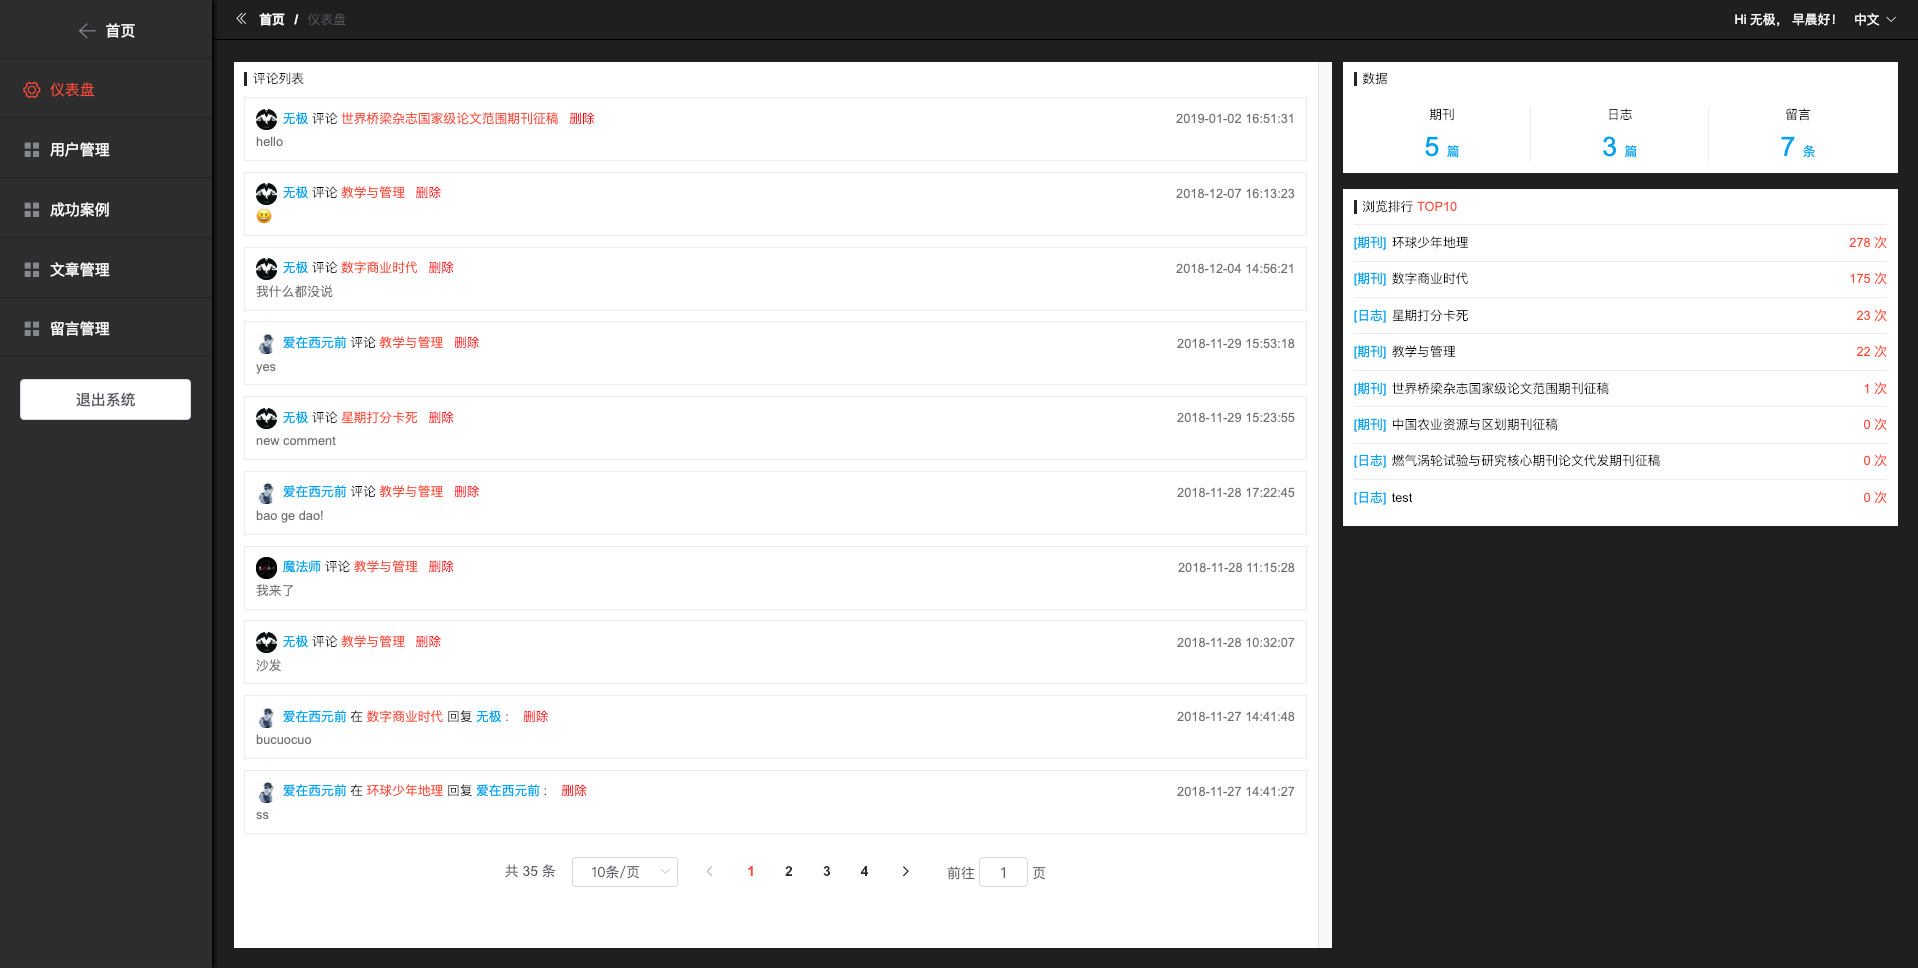 首页
仪表盘
用户管理
成功案例
文章管理
留言管理
退出系统
首页 / 仪表盘
Hi 无极， 早晨好！ 中文
评论列表
无极 评论 世界桥梁杂志国家级论文范围期刊征稿 删除 2019-01-02 16:51:31
hello
无极 评论 教学与管理 删除 2018-12-07 16:13:23
😆
无极 评论 数字商业时代 删除 2018-12-04 14:56:21
我什么都没说
爱在西元前 评论 教学与管理 删除 2018-11-29 15:53:18
yes
无极 评论 星期打分卡死 删除 2018-11-29 15:23:55
new comment
爱在西元前 评论 教学与管理 删除 2018-11-28 17:22:45
bao ge dao!
魔法师 评论 教学与管理 删除 2018-11-28 11:15:28
我来了
无极 评论 教学与管理 删除 2018-11-28 10:32:07
沙发
爱在西元前 在 数字商业时代 回复 无极： 删除 2018-11-27 14:41:48
bucuocuo
爱在西元前 在 环球少年地理 回复 爱在西元前： 删除 2018-11-27 14:41:27
ss
共 35 条 10条/页 1 2 3 4 前往 1 页
数据
期刊 日志 留言
5 篇 3 篇 7 条
浏览排行 TOP10
[期刊] 环球少年地理 278 次
[期刊] 数字商业时代 175 次
[日志] 星期打分卡死 23 次
[期刊] 教学与管理 22 次
[期刊] 世界桥梁杂志国家级论文范围期刊征稿 1 次
[期刊] 中国农业资源与区划期刊征稿 0 次
[日志] 燃气涡轮试验与研究核心期刊论文代发期刊征稿 0 次
[日志] test 0 次